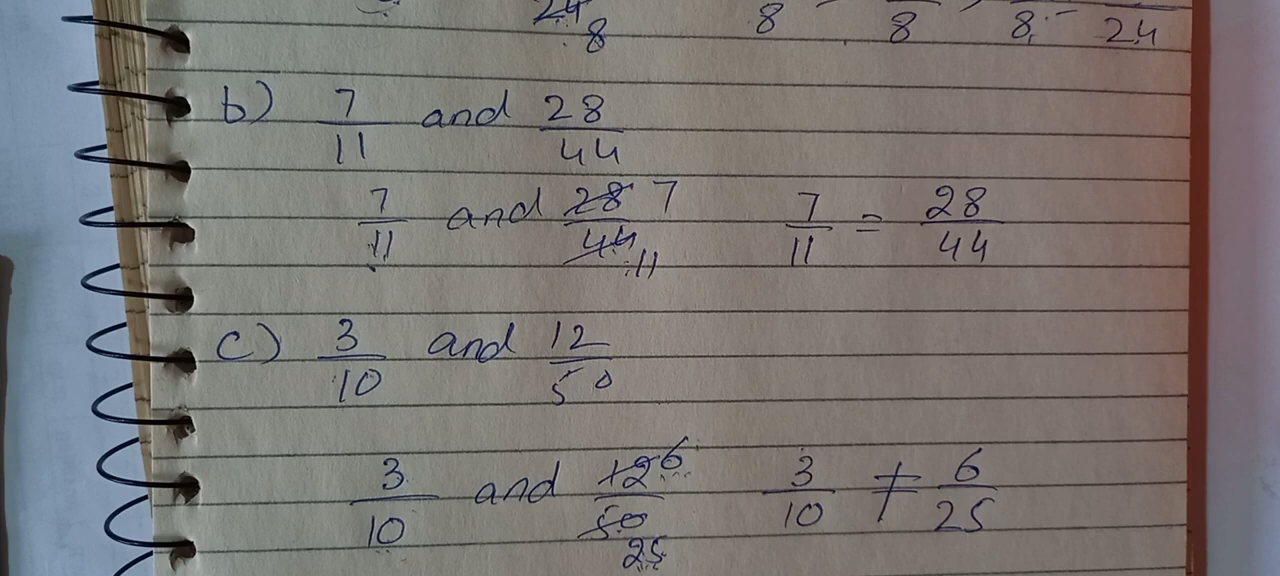 24 8 8 8 8 24
b) 7/11 and 28/44
7/11 and 28/44 7 11 7/11 = 28/44
c) 3/10 and 12/50
3/10 and 12/50 6 25 3/10 ≠ 6/25